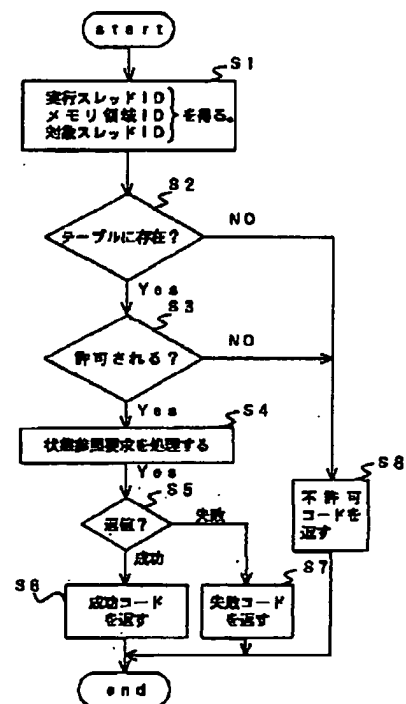 start
S1
実行スレッドID
メモリ領域ID
対象スレッドID
を得る。
S2
テーブルに存在?
NO
Yes
S3
許可される?
NO
Yes
S4
状態参照要求を処理する
Yes
S5
返値?
失敗
成功
S8
不許可
コードを
返す
S6
成功コード
を返す
S7
失敗コード
を返す
end